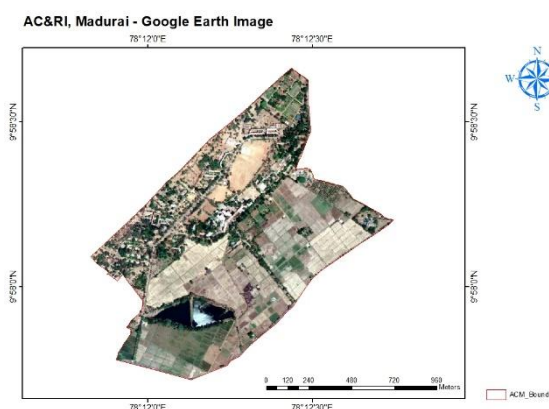 AC&RI, Madurai - Google Earth Image
78°12'0"E
78°12'30"E
N
W
E
S
9°58'30"N
9°58'30"N
9°58'0"N
9°58'0"N
0 120 240 480 720 960
Meters
ACM_Bound
78°12'0"E
78°12'30"E